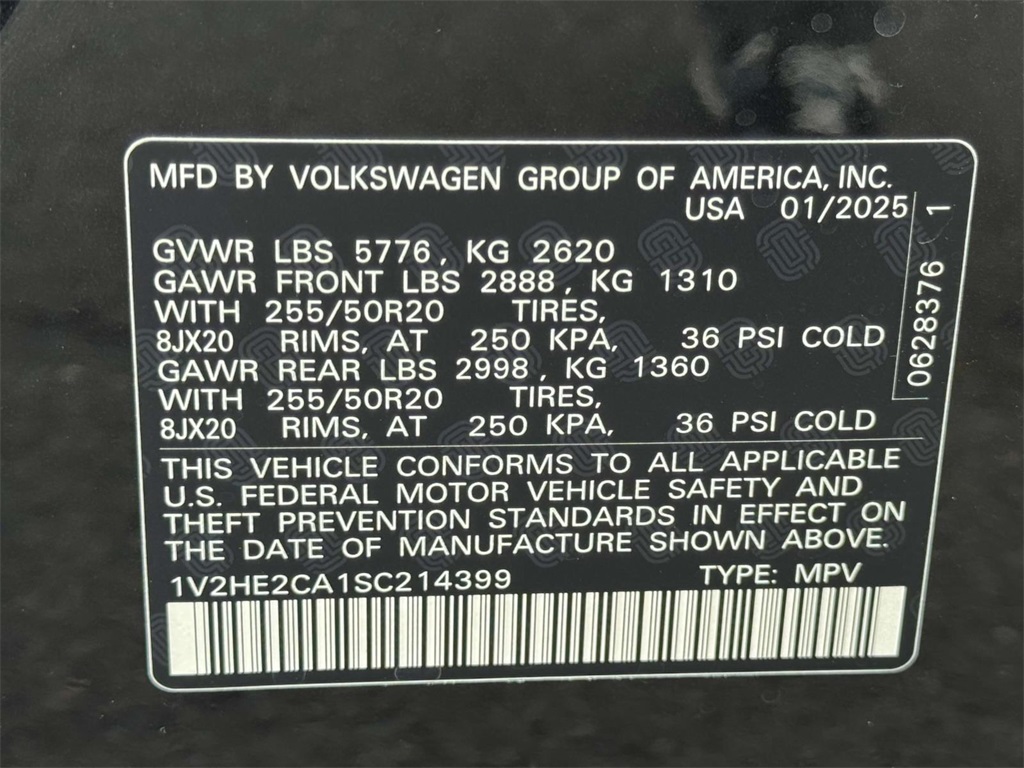 MFD BY VOLKSWAGEN GROUP OF AMERICA, INC.
USA 01/2025
GVWR LBS 5776, KG 2620
GAWR FRONT LBS 2888, KG 1310
WITH 255/50R20 TIRES,
8JX20 RIMS, AT 250 KPA, 36 PSI COLD
GAWR REAR LBS 2998, KG 1360
WITH 255/50R20 TIRES,
8JX20 RIMS, AT 250 KPA, 36 PSI COLD
0628376 1
THIS VEHICLE CONFORMS TO ALL APPLICABLE
U.S. FEDERAL MOTOR VEHICLE SAFETY AND
THEFT PREVENTION STANDARDS IN EFFECT ON
THE DATE OF MANUFACTURE SHOWN ABOVE.
1V2HE2CA1SC214399 TYPE: MPV